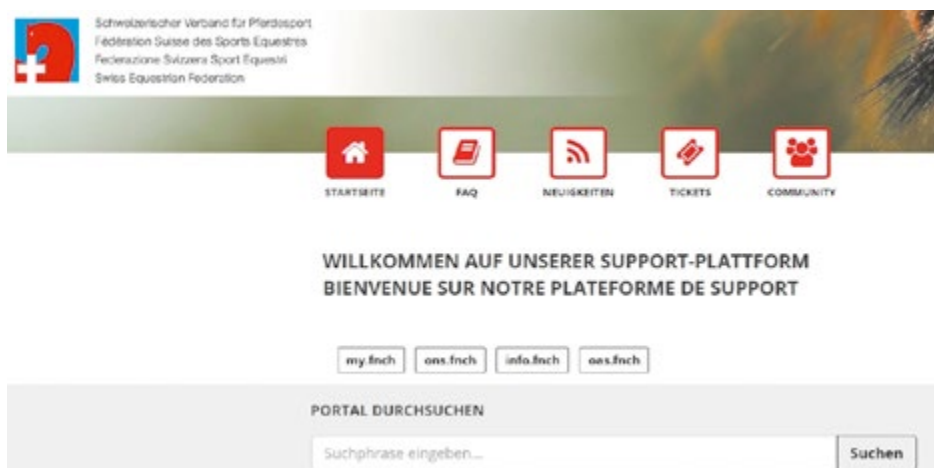 Schweizerischer Verband für Pferdesport
Fédération Suisse des Sports Equestres
Federazione Svizzera Sport Equestri
Swiss Equestrian Federation
STARTSEITE
FAQ
NEUIGKEITEN
TICKETS
COMMUNITY
WILLKOMMEN AUF UNSERER SUPPORT-PLATTFORM
BIENVENUE SUR NOTRE PLATEFORME DE SUPPORT
my.fnch
ons.fnch
info.fnch
oes.fnch
PORTAL DURCHSUCHEN
Suchphrase eingeben...
Suchen